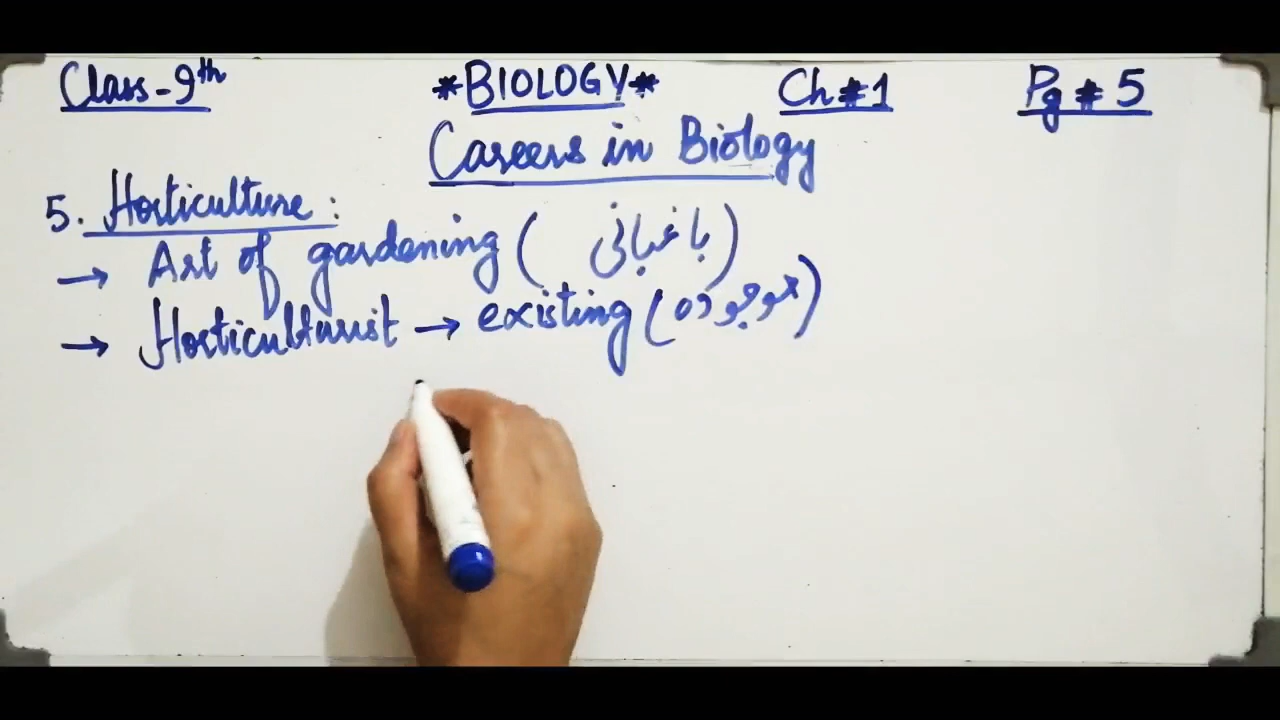 Class-9th *BIOLOGY* Ch #1 Pg # 5
Careers in Biology
5. Horticulture:
→ Art of gardening (باغبانی)
→ Horticulturist → existing (موجودہ)